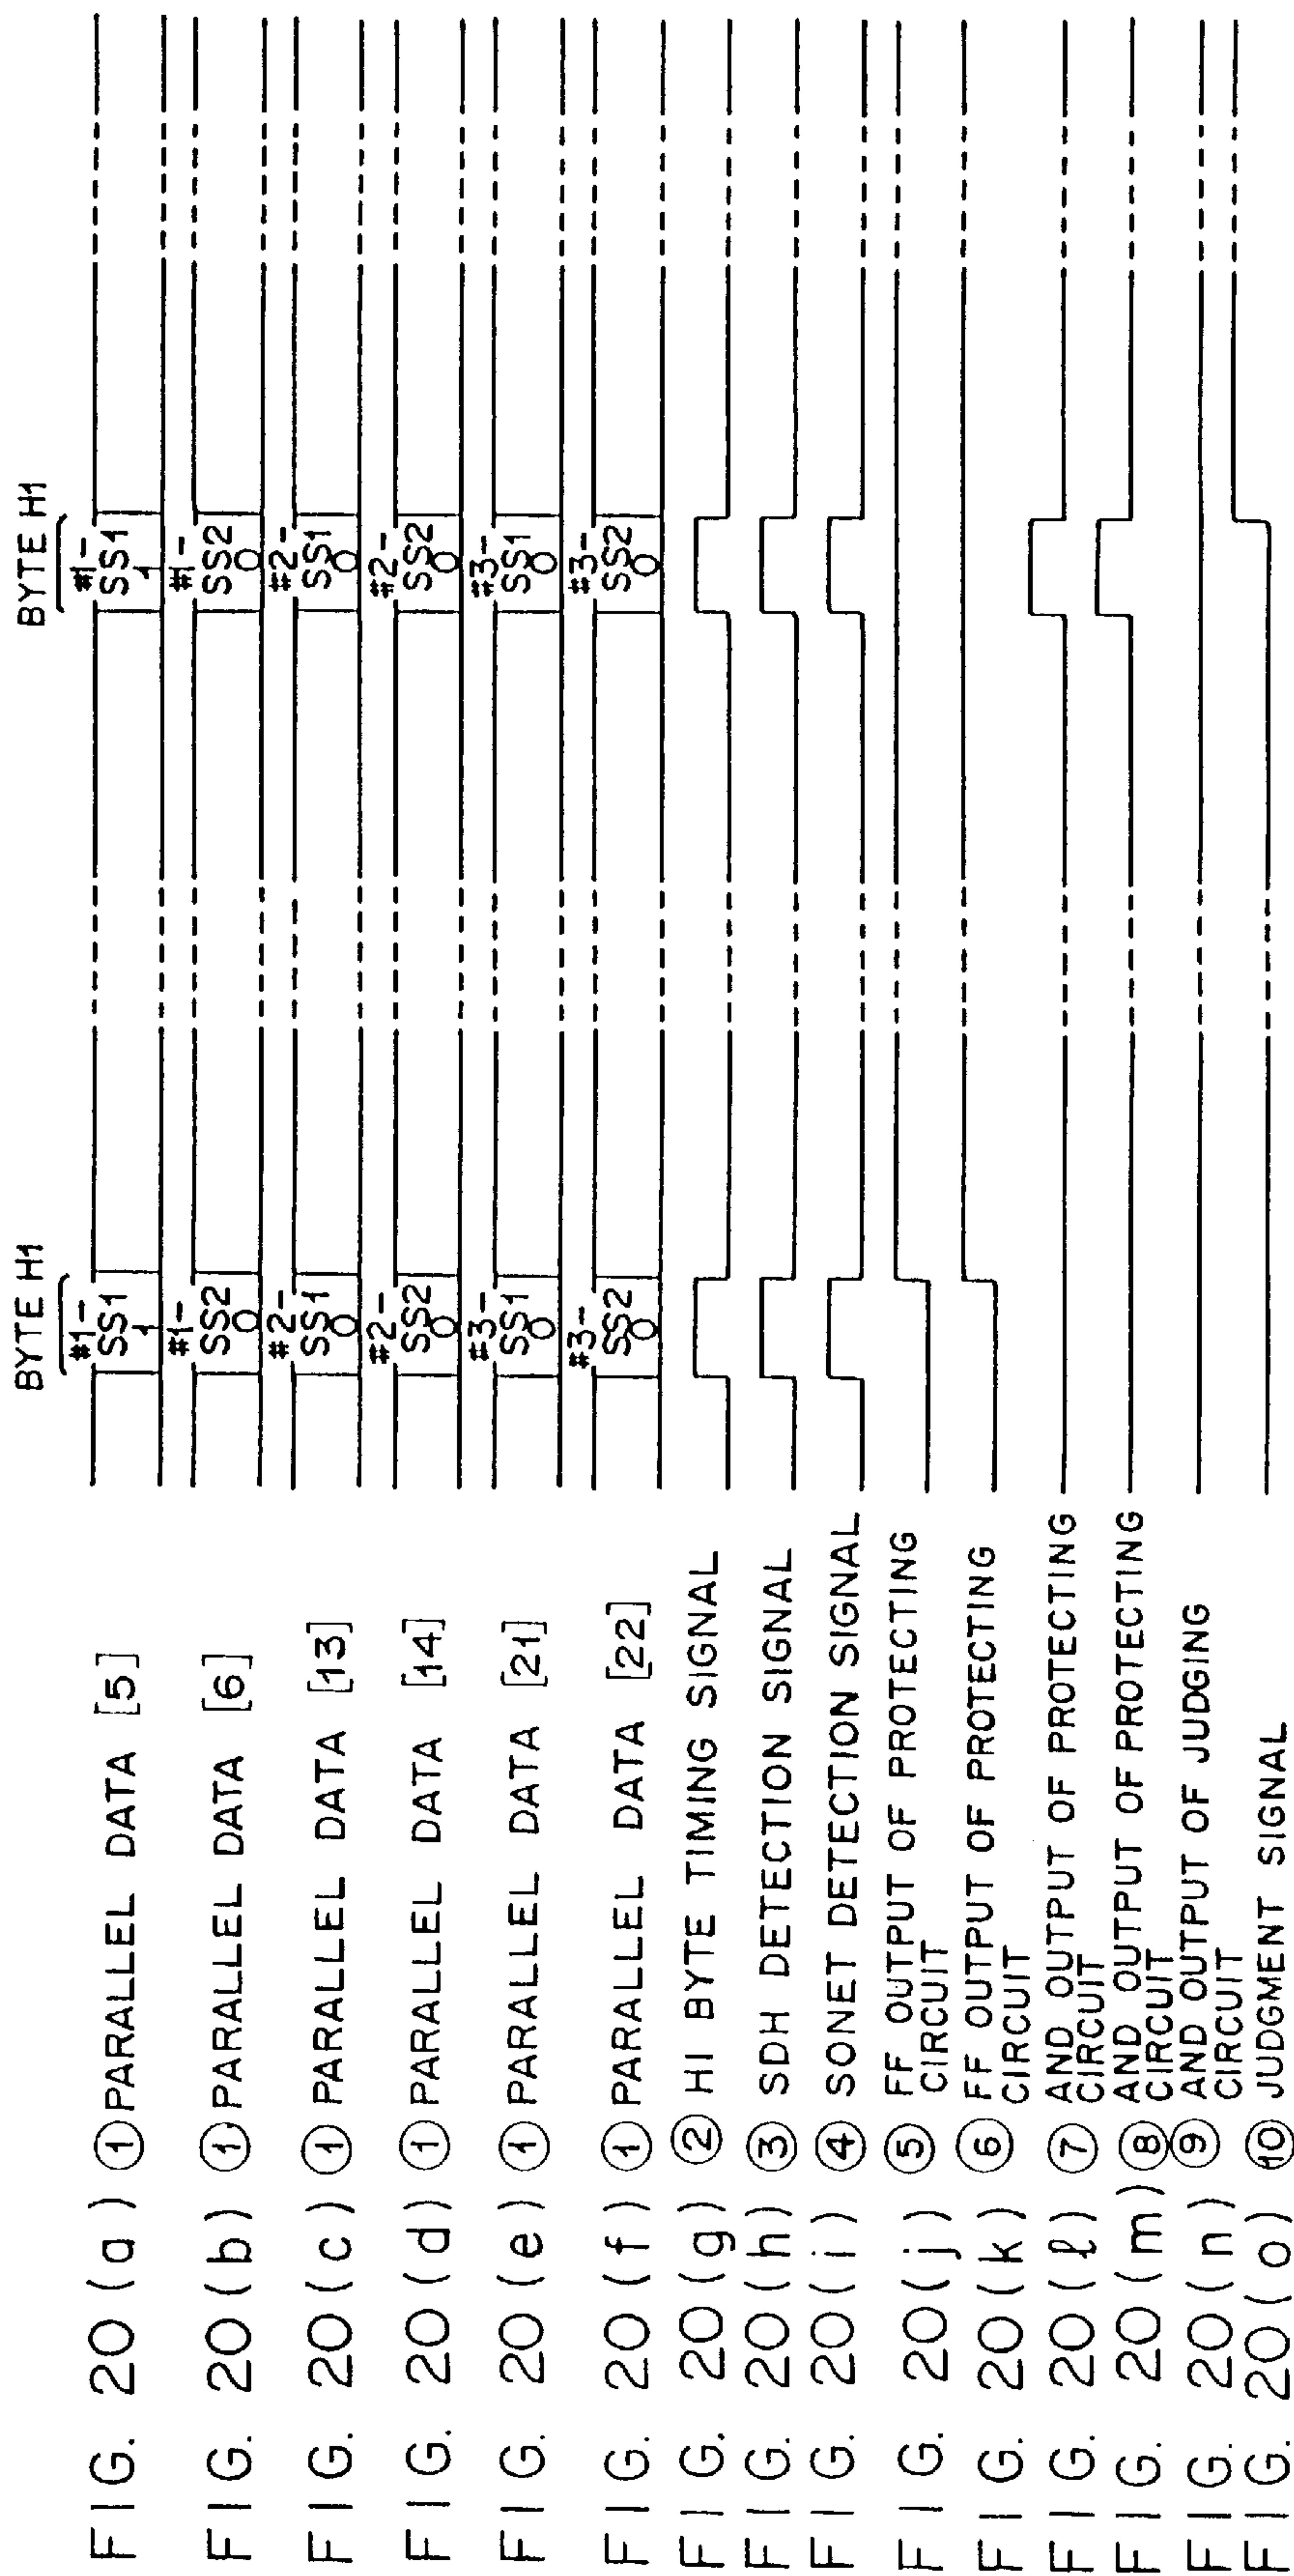 BYTE H1 BYTE H1
FIG. 20(a) ① PARALLEL DATA [5] #1- SS1 1 #1- SS1 1
FIG. 20(b) ① PARALLEL DATA [6] #1- SS2 0 #1- SS2 0
FIG. 20(c) ① PARALLEL DATA [13] #2- SS1 0 #2- SS1 0
FIG. 20(d) ① PARALLEL DATA [14] #2- SS2 0 #2- SS2 0
FIG. 20(e) ① PARALLEL DATA [21] #3- SS1 0 #3- SS1 0
FIG. 20(f) ① PARALLEL DATA [22] #3- SS2 0 #3- SS2 0
FIG. 20(g) ② HI BYTE TIMING SIGNAL
FIG. 20(h) ③ SDH DETECTION SIGNAL
FIG. 20(i) ④ SONET DETECTION SIGNAL
FIG. 20(j) ⑤ FF OUTPUT OF PROTECTING
CIRCUIT
FIG. 20(k) ⑥ FF OUTPUT OF PROTECTING
CIRCUIT
FIG. 20(ℓ) ⑦ AND OUTPUT OF PROTECTING
CIRCUIT
FIG. 20(m) ⑧ AND OUTPUT OF PROTECTING
CIRCUIT
FIG. 20(n) ⑨ AND OUTPUT OF JUDGING
CIRCUIT
FIG. 20(o) ⑩ JUDGMENT SIGNAL